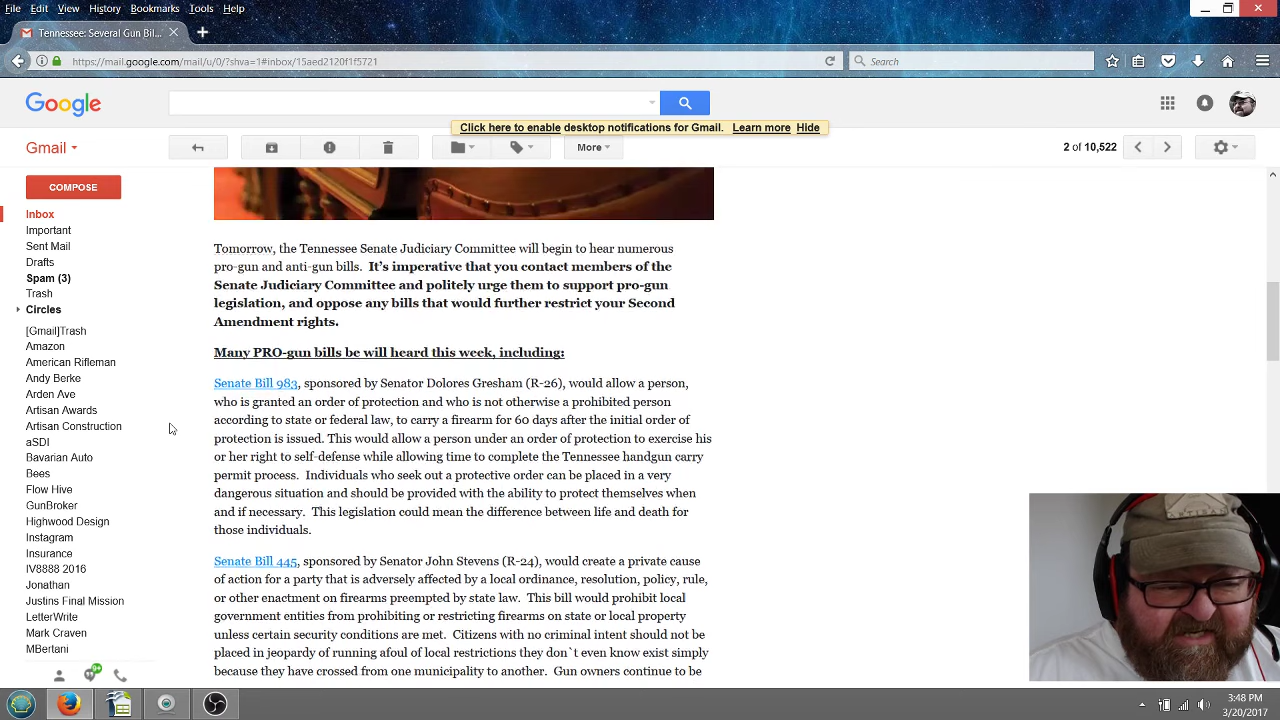 File Edit View History Bookmarks Tools Help
Tennessee: Several Gun Bil...
https://mail.google.com/mail/u/0/?shva=1#inbox/15aed2120f1f5721
Search
Google
Click here to enable desktop notifications for Gmail. Learn more Hide
Gmail
More
2 of 10,522
COMPOSE
Inbox
Important
Sent Mail
Drafts
Spam (3)
Trash
Circles
[Gmail]Trash
Amazon
American Rifleman
Andy Berke
Arden Ave
Artisan Awards
Artisan Construction
aSDI
Bavarian Auto
Bees
Flow Hive
GunBroker
Highwood Design
Instagram
Insurance
IV8888 2016
Jonathan
Justins Final Mission
LetterWrite
Mark Craven
MBertani
9+
Tomorrow, the Tennessee Senate Judiciary Committee will begin to hear numerous
pro-gun and anti-gun bills. It's imperative that you contact members of the
Senate Judiciary Committee and politely urge them to support pro-gun
legislation, and oppose any bills that would further restrict your Second
Amendment rights.
Many PRO-gun bills be will heard this week, including:
Senate Bill 983, sponsored by Senator Dolores Gresham (R-26), would allow a person,
who is granted an order of protection and who is not otherwise a prohibited person
according to state or federal law, to carry a firearm for 60 days after the initial order of
protection is issued. This would allow a person under an order of protection to exercise his
or her right to self-defense while allowing time to complete the Tennessee handgun carry
permit process. Individuals who seek out a protective order can be placed in a very
dangerous situation and should be provided with the ability to protect themselves when
and if necessary. This legislation could mean the difference between life and death for
those individuals.
Senate Bill 445, sponsored by Senator John Stevens (R-24), would create a private cause
of action for a party that is adversely affected by a local ordinance, resolution, policy, rule,
or other enactment on firearms preempted by state law. This bill would prohibit local
government entities from prohibiting or restricting firearms on state or local property
unless certain security conditions are met. Citizens with no criminal intent should not be
placed in jeopardy of running afoul of local restrictions they don`t even know exist simply
because they have crossed from one municipality to another. Gun owners continue to be
3:48 PM
3/20/2017